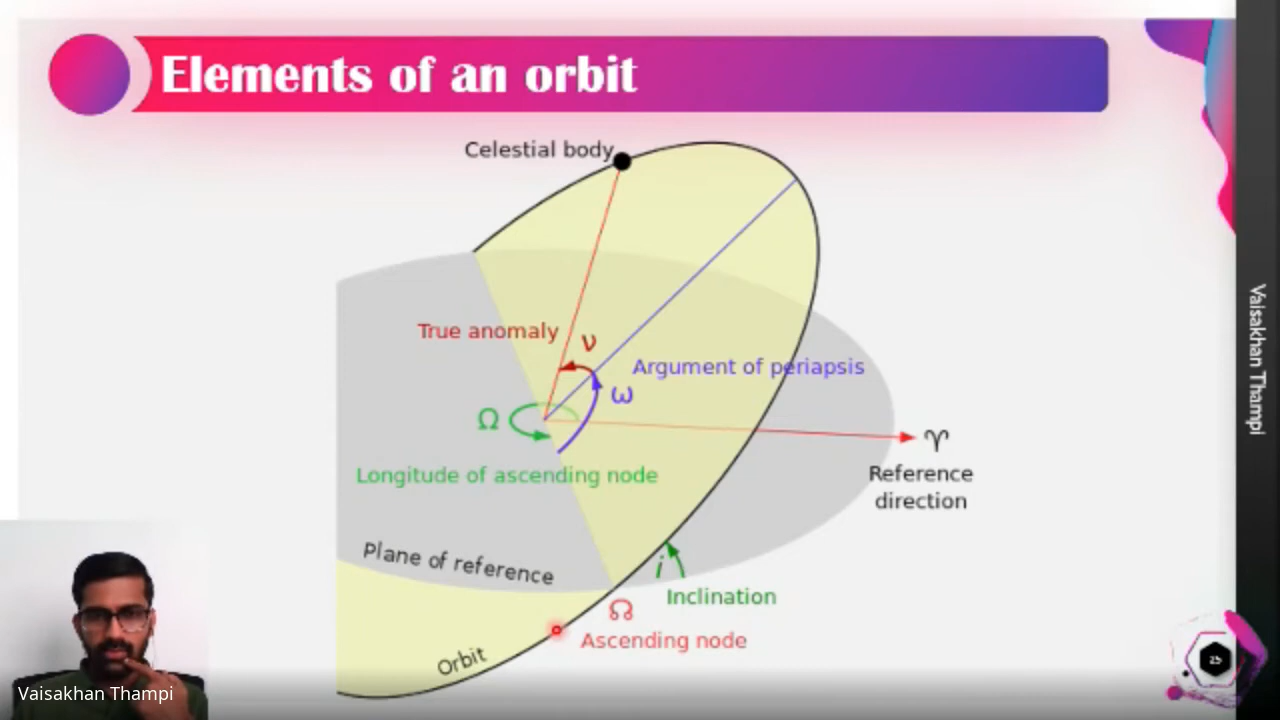 Elements of an orbit
Celestial body
True anomaly
ν
Argument of periapsis
ω
Ω
♈
Longitude of ascending node
Reference
direction
Plane of reference
i
Inclination
☊
Ascending node
Orbit
Vaisakhan Thampi
Vaisakhan Thampi
25